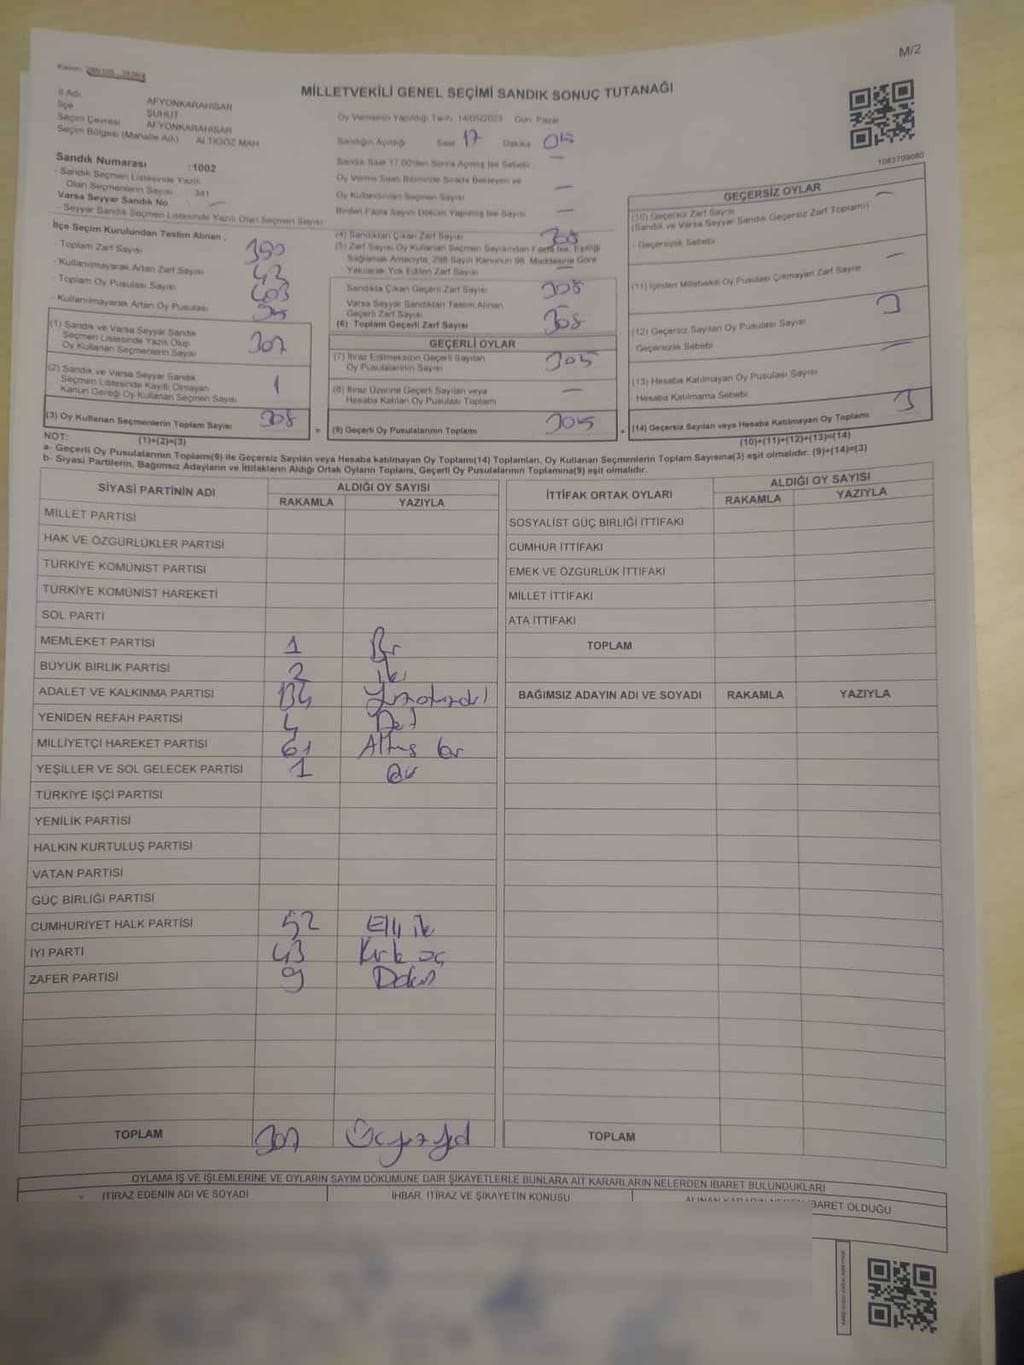 M/2
MİLLETVEKİLİ GENEL SEÇİMİ SANDIK SONUÇ TUTANAĞI
İl Adı AFYONKARAHİSAR
İlçe ŞUHUT
Seçim Çevresi AFYONKARAHİSAR
Seçim Bölgesi (Mahalle Adı) ALTIGÖZ MAH
Sandık Numarası :1002
- Sandık Seçmen Listesinde Yazılı
Olan Seçmenlerin Sayısı 341
Varsa Seyyar Sandık No
- Seyyar Sandık Seçmen Listesinde Yazılı Olan Seçmen Sayısı
Oy Vermenin Yapıldığı Tarih: 14/05/2023 Gün: Pazar
Sandığın Açıldığı Saat 17 Dakika 05
Sandık Saat 17.00'den Sonra Açılmış İse Sebebi
Oy Verme Saati Bitiminde Sırada Bekleyen ve
Oy Kullandırılan Seçmen Sayısı
Birden Fazla Sayım Döküm Yapılmış İse Sayısı
1083709080
İlçe Seçim Kurulundan Teslim Alınan
- Toplam Zarf Sayısı 350
- Kullanılmayarak Artan Zarf Sayısı 42
- Toplam Oy Pusulası Sayısı 403
- Kullanılmayarak Artan Oy Pusulası
(1) Sandık ve Varsa Seyyar Sandık
Seçmen Listesinde Yazılı Olup
Oy Kullanan Seçmenlerin Sayısı 307
(2) Sandık ve Varsa Seyyar Sandık
Seçmen Listesinde Kayıtlı Olmayan
Kanun Gereği Oy Kullanan Seçmen Sayısı 1
(3) Oy Kullanan Seçmenlerin Toplam Sayısı 308
(1)+(2)=(3)
(4) Sandıktan Çıkan Zarf Sayısı 308
(5) Zarf Sayısı Oy Kullanan Seçmen Sayısından Fazla İse, Eşitliği
Sağlamak Amacıyla, 298 Sayılı Kanunun 98. Maddesine Göre
Yakılarak Yok Edilen Zarf Sayısı
Sandıkta Çıkan Geçerli Zarf Sayısı 308
Varsa Seyyar Sandıktan Teslim Alınan
Geçerli Zarf Sayısı
(6) Toplam Geçerli Zarf Sayısı 308
GEÇERLİ OYLAR
(7) İtiraz Edilmeksizin Geçerli Sayılan
Oy Pusulalarının Sayısı 305
(8) İtiraz Üzerine Geçerli Sayılan veya
Hesaba Katılan Oy Pusulası Toplamı
(9) Geçerli Oy Pusulalarının Toplamı 305
GEÇERSİZ OYLAR
(10) Geçersiz Zarf Sayısı
(Sandık ve Varsa Seyyar Sandık Geçersiz Zarf Toplamı)
- Geçersizlik Sebebi
(11) İçinden Milletvekili Oy Pusulası Çıkmayan Zarf Sayısı
(12) Geçersiz Sayılan Oy Pusulası Sayısı 3
Geçersizlik Sebebi
(13) Hesaba Katılmayan Oy Pusulası Sayısı
Hesaba Katılmama Sebebi
(14) Geçersiz Sayılan veya Hesaba Katılmayan Oy Toplamı 3
(10)+(11)+(12)+(13)=(14)
NOT:
a- Geçerli Oy Pusulalarının Toplamı(9) ile Geçersiz Sayılan veya Hesaba katılmayan Oy Toplamı(14) Toplamları, Oy Kullanan Seçmenlerin Toplam Sayısına(3) eşit olmalıdır. (9)+(14)=(3)
b- Siyasi Partilerin, Bağımsız Adayların ve İttifakların Aldığı Ortak Oyların Toplamı, Geçerli Oy Pusulalarının Toplamına(9) eşit olmalıdır.
SİYASİ PARTİNİN ADI ALDIĞI OY SAYISI
RAKAMLA YAZIYLA
MİLLET PARTİSİ
HAK VE ÖZGÜRLÜKLER PARTİSİ
TÜRKİYE KOMÜNİST PARTİSİ
TÜRKİYE KOMÜNİST HAREKETİ
SOL PARTİ
MEMLEKET PARTİSİ 1 Bir
BÜYÜK BİRLİK PARTİSİ 2 iki
ADALET VE KALKINMA PARTİSİ 134
YENİDEN REFAH PARTİSİ 4
MİLLİYETÇİ HAREKET PARTİSİ 61 Altmış bir
YEŞİLLER VE SOL GELECEK PARTİSİ 1 Bir
TÜRKİYE İŞÇİ PARTİSİ
YENİLİK PARTİSİ
HALKIN KURTULUŞ PARTİSİ
VATAN PARTİSİ
GÜÇ BİRLİĞİ PARTİSİ
CUMHURİYET HALK PARTİSİ 52 Elli iki
İYİ PARTİ 43 Kırk üç
ZAFER PARTİSİ 9 Dokuz
TOPLAM 307
İTTİFAK ORTAK OYLARI ALDIĞI OY SAYISI
RAKAMLA YAZIYLA
SOSYALİST GÜÇ BİRLİĞİ İTTİFAKI
CUMHUR İTTİFAKI
EMEK VE ÖZGÜRLÜK İTTİFAKI
MİLLET İTTİFAKI
ATA İTTİFAKI
TOPLAM
BAĞIMSIZ ADAYIN ADI VE SOYADI RAKAMLA YAZIYLA
TOPLAM
OYLAMA İŞ VE İŞLEMLERİNE VE OYLARIN SAYIM DÖKÜMÜNE DAİR ŞİKAYETLERLE BUNLARA AİT KARARLARIN NELERDEN İBARET BULUNDUKLARI
İTİRAZ EDENİN ADI VE SOYADI İHBAR, İTİRAZ VE ŞİKAYETİN KONUSU İBARET OLDUĞU